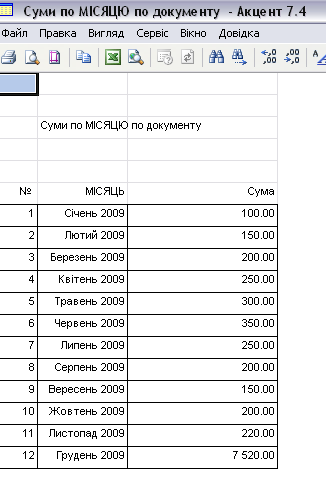 Суми по МІСЯЦЮ по документу - Акцент 7.4
Файл Правка Вигляд Сервіс Вікно Довідка
Суми по МІСЯЦЮ по документу
№ МІСЯЦЬ Сума
1 Січень 2009 100.00
2 Лютий 2009 150.00
3 Березень 2009 200.00
4 Квітень 2009 250.00
5 Травень 2009 300.00
6 Червень 2009 350.00
7 Липень 2009 250.00
8 Серпень 2009 200.00
9 Вересень 2009 150.00
10 Жовтень 2009 200.00
11 Листопад 2009 220.00
12 Грудень 2009 7 520.00